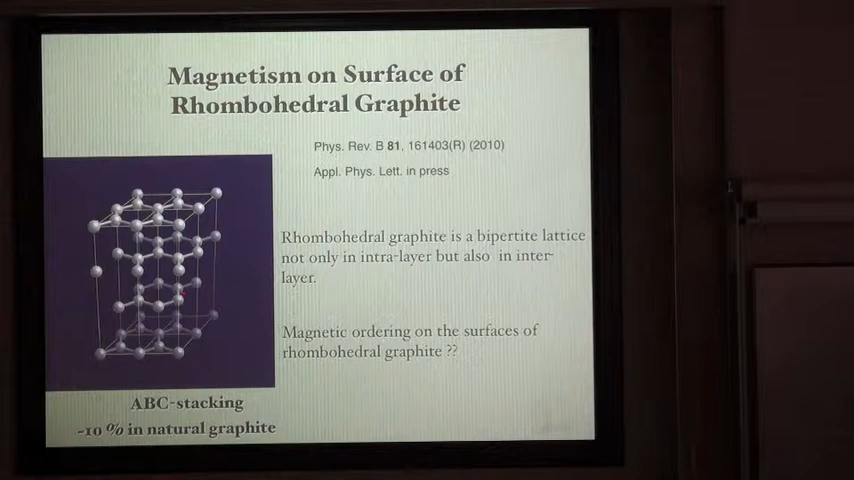 Magnetism on Surface of
Rhombohedral Graphite
Phys. Rev. B 81, 161403(R) (2010)
Appl. Phys. Lett. in press
Rhombohedral graphite is a bipertite lattice
not only in intra-layer but also in inter-
layer.
Magnetic ordering on the surfaces of
rhombohedral graphite ??
ABC-stacking
~10 % in natural graphite